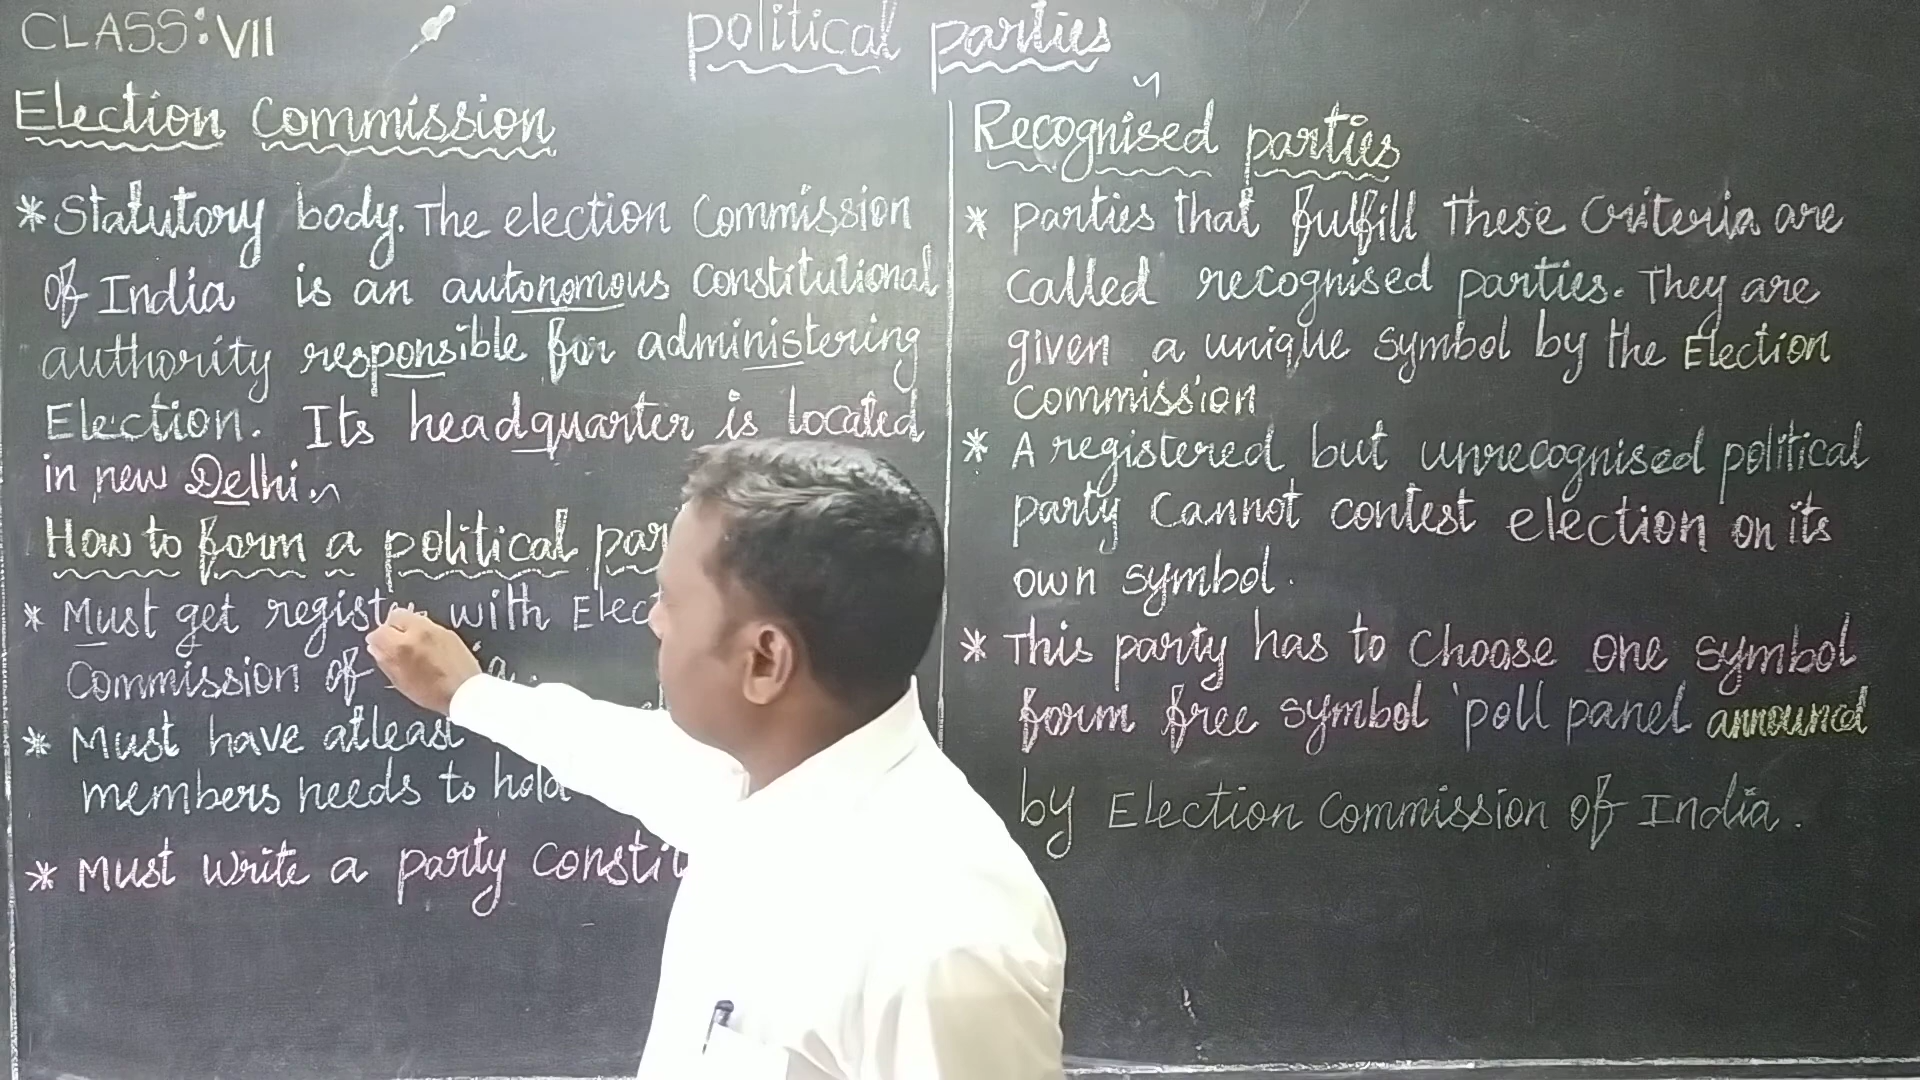 CLASS: VII
political parties
Election Commission
* Statutory body. The election Commission
of India is an autonomous constitutional
authority responsible for administering
Election. Its headquarter is located
in new Delhi.
How to form a political
* Must get register with
Commission of
* Must have atleast
members needs to hold
* Must write a party
Recognised parties
* parties that fulfill these criteria are
called recognised parties. They are
given a unique symbol by the Election
Commission
* A registered but unrecognised political
party cannot contest election on its
own symbol.
* This party has to choose one symbol
form free symbol 'poll panel announced
by Election Commission of India.